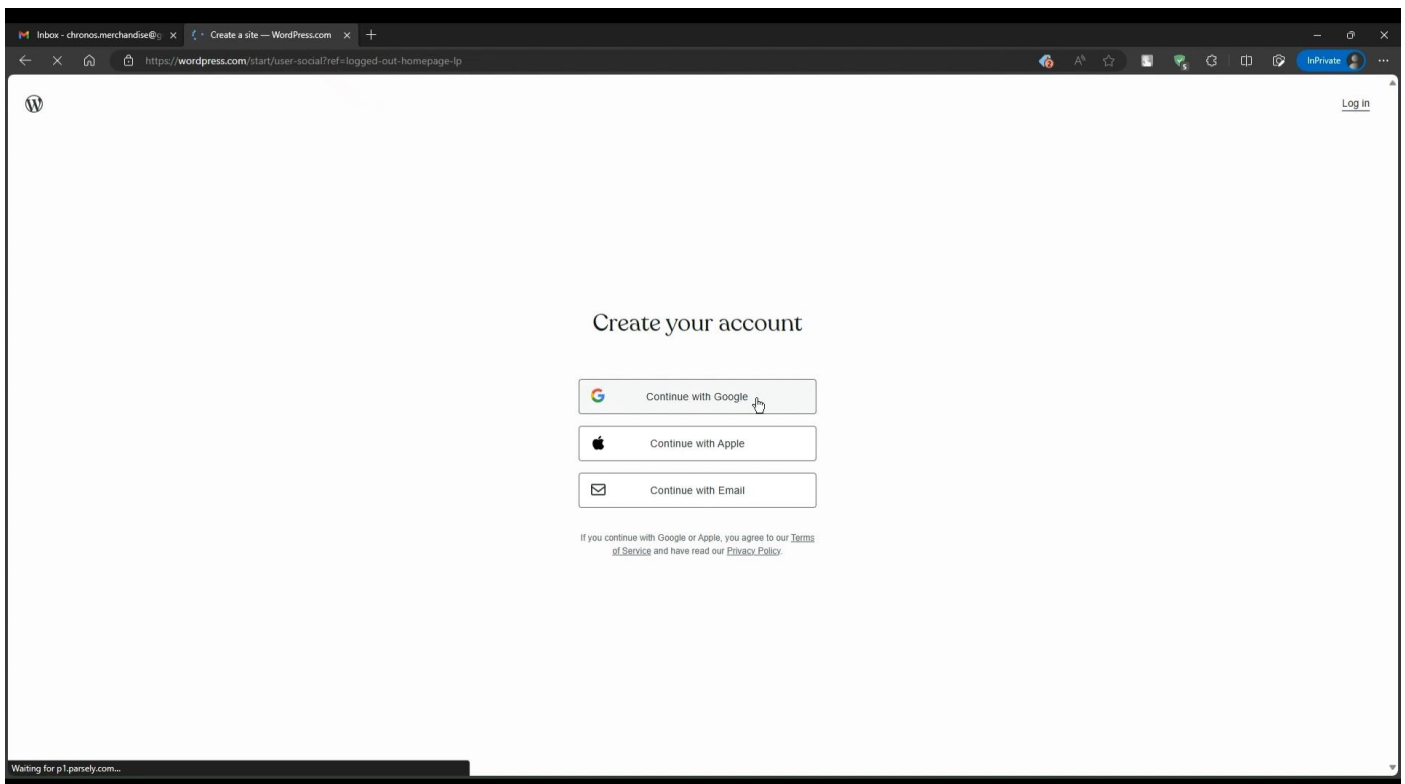 Inbox - chronos.merchandise@g
Create a site — WordPress.com
https://wordpress.com/start/user-social?ref=logged-out-homepage-lp
InPrivate
Log in
Create your account
Continue with Google
Continue with Apple
Continue with Email
If you continue with Google or Apple, you agree to our Terms
of Service and have read our Privacy Policy.
Waiting for p1.parsely.com...